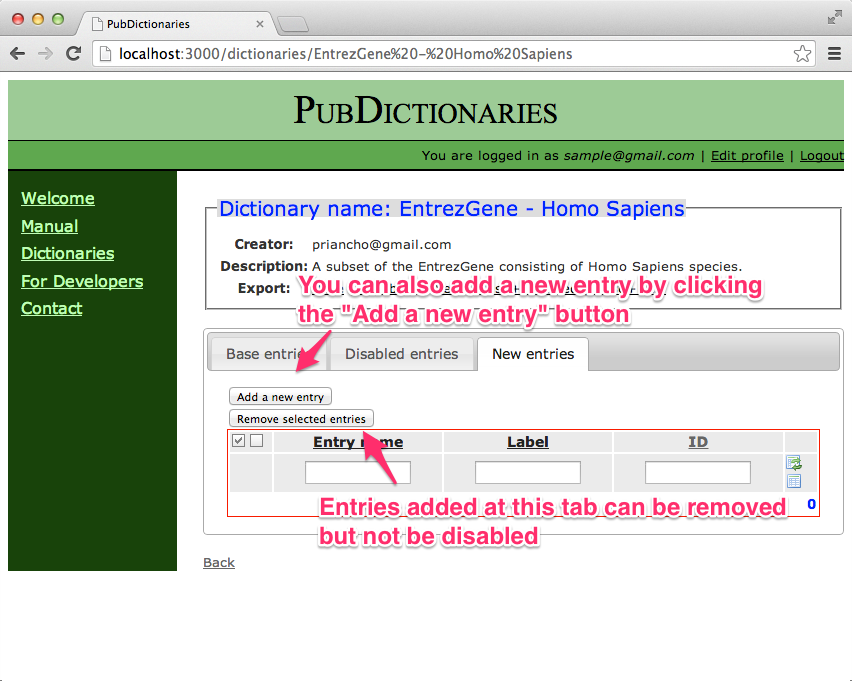 PubDictionaries
localhost:3000/dictionaries/EntrezGene%20-%20Homo%20Sapiens
PUBDICTIONARIES
You are logged in as sample@gmail.com | Edit profile | Logout
Welcome
Manual
Dictionaries
For Developers
Contact
Dictionary name: EntrezGene - Homo Sapiens
Creator: priancho@gmail.com
Description: A subset of the EntrezGene consisting of Homo Sapiens species.
Export:
You can also add a new entry by clicking
the "Add a new entry" button
Base Disabled entries New entries
Add a new entry
Remove selected entries
Entry Label ID
0
Entries added at this tab can be removed
but not be disabled
Back